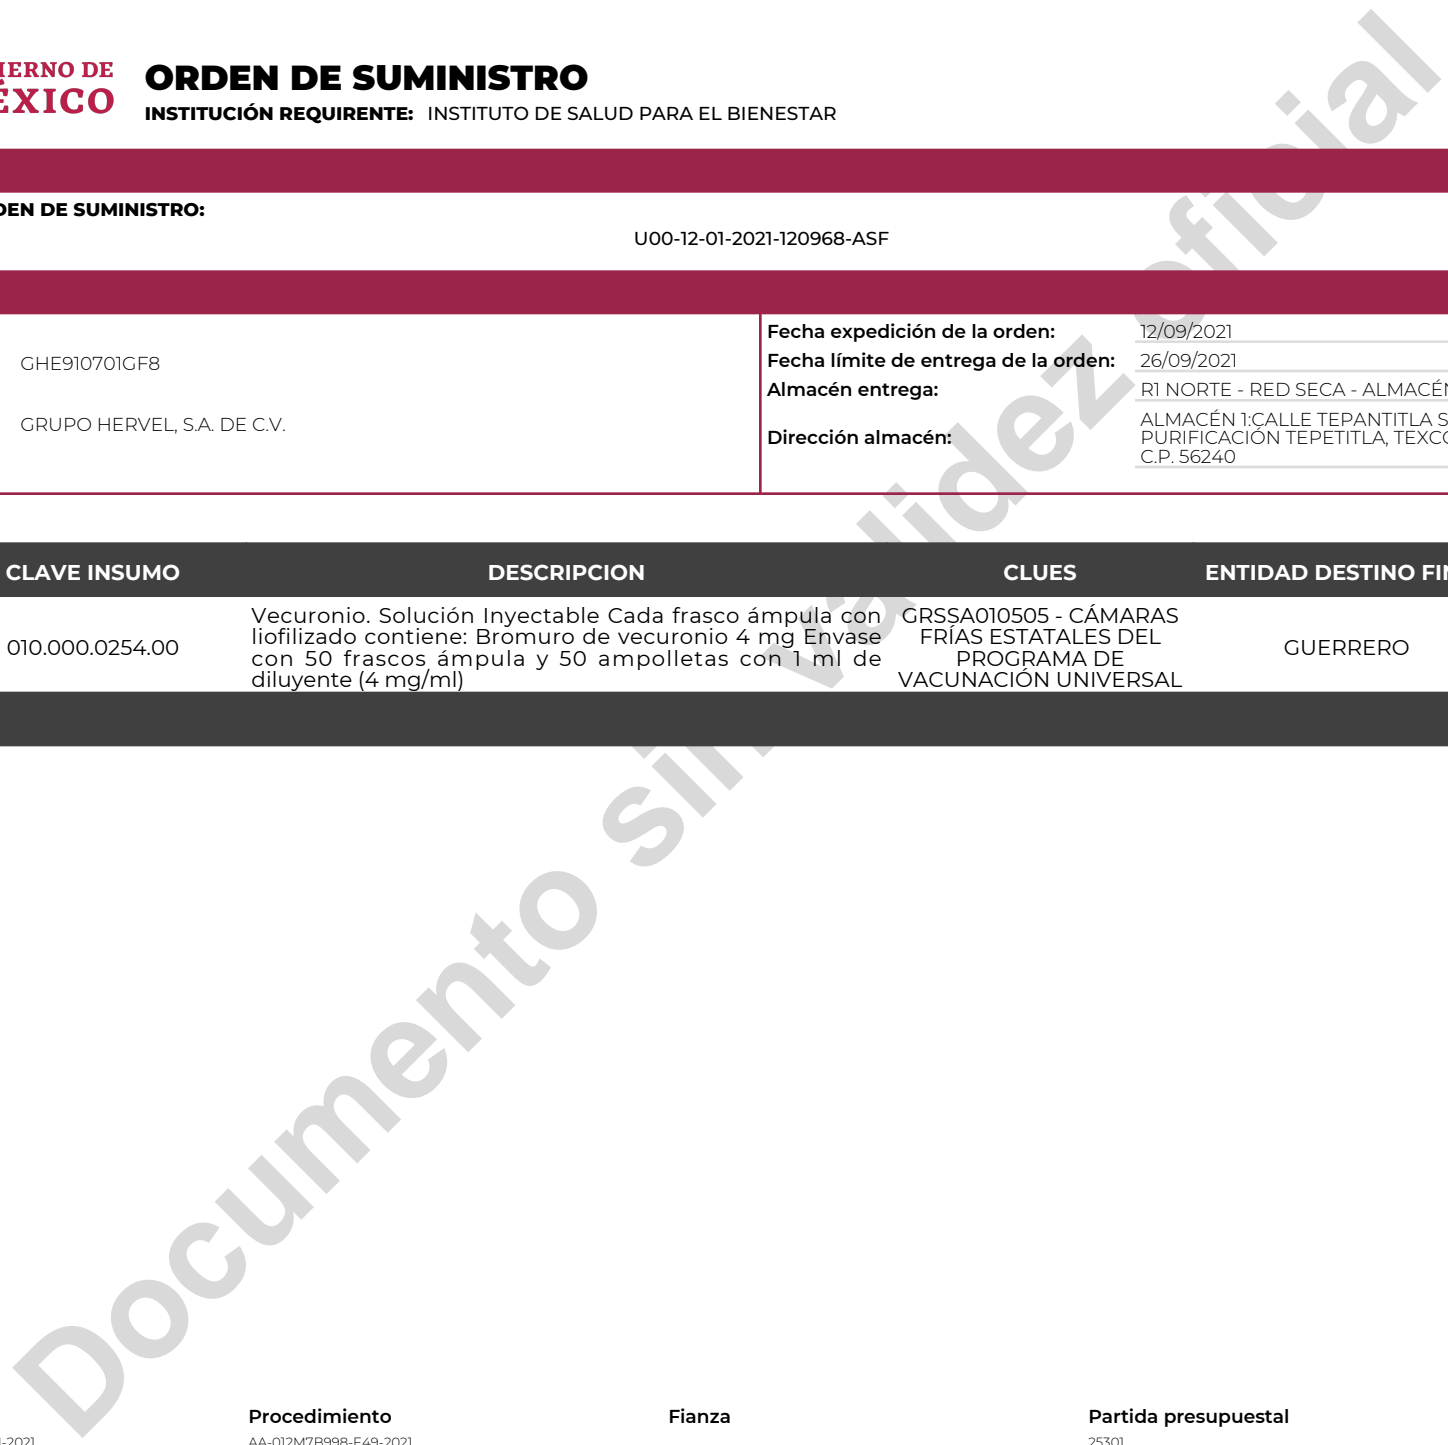 ORDEN DE SUMINISTRO
INSTITUCIÓN REQUIRENTE: INSTITUTO DE SALUD PARA EL BIENESTAR
DE SUMINISTRO:
U00-12-01-2021-120968-ASF
GHE910701GF8
GRUPO HERVEL, S.A. DE C.V.
Fecha expedición de la orden: 12/09/2021
Fecha límite de entrega de la orden: 26/09/2021
Almacén entrega: R1 NORTE - RED SECA - ALMACÉN
Dirección almacén: ALMACÉN 1:CALLE TEPANTITLA
PURIFICACIÓN TEPETITLA,
C.P. 56240
CLAVE INSUMO DESCRIPCION CLUES ENTIDAD DESTINO
010.000.0254.00
Vecuronio. Solución Inyectable Cada frasco ámpula con
liofilizado contiene: Bromuro de vecuronio 4 mg Envase
con 50 frascos ámpula y 50 ampolletas con 1 ml de
diluyente (4 mg/ml)
GRSSA010505 - CÁMARAS
FRÍAS ESTATALES DEL
PROGRAMA DE
VACUNACIÓN UNIVERSAL
GUERRERO
Documento sin validez oficial
Procedimiento Fianza Partida presupuestal
AA-012M7B998-E49-2021 25301